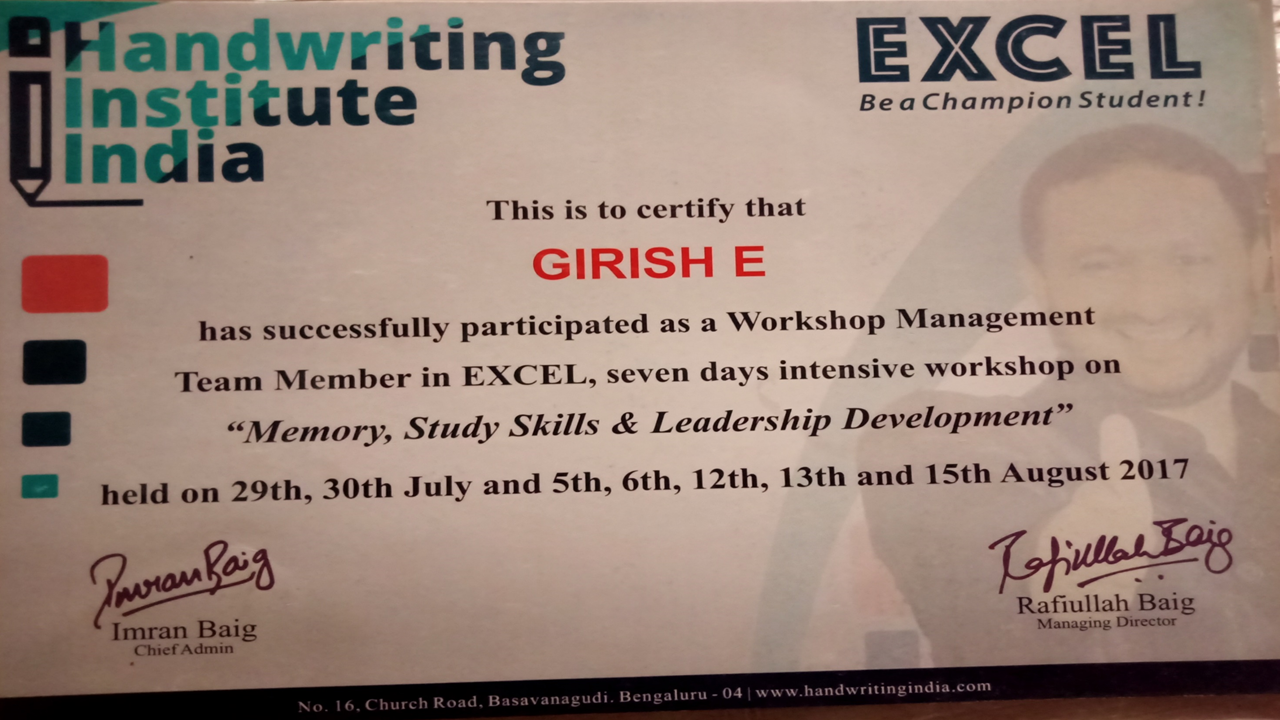 Handwriting
Institute
India
EXCEL
Be a Champion Student!
This is to certify that
GIRISH E
has successfully participated as a Workshop Management
Team Member in EXCEL, seven days intensive workshop on
“Memory, Study Skills & Leadership Development”
held on 29th, 30th July and 5th, 6th, 12th, 13th and 15th August 2017
Imran Baig
Imran Baig
Chief Admin
Rafiullah Baig
Rafiullah Baig
Managing Director
No. 16, Church Road, Basavanagudi. Bengaluru - 04 | www.handwritingindia.com